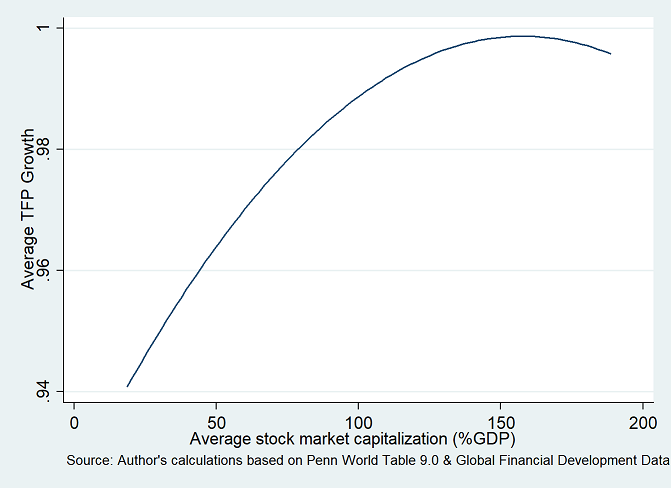 Average TFP Growth
1
.98
.96
.94
0 50 100 150 200
Average stock market capitalization (%GDP)
Source: Author's calculations based on Penn World Table 9.0 & Global Financial Development Data